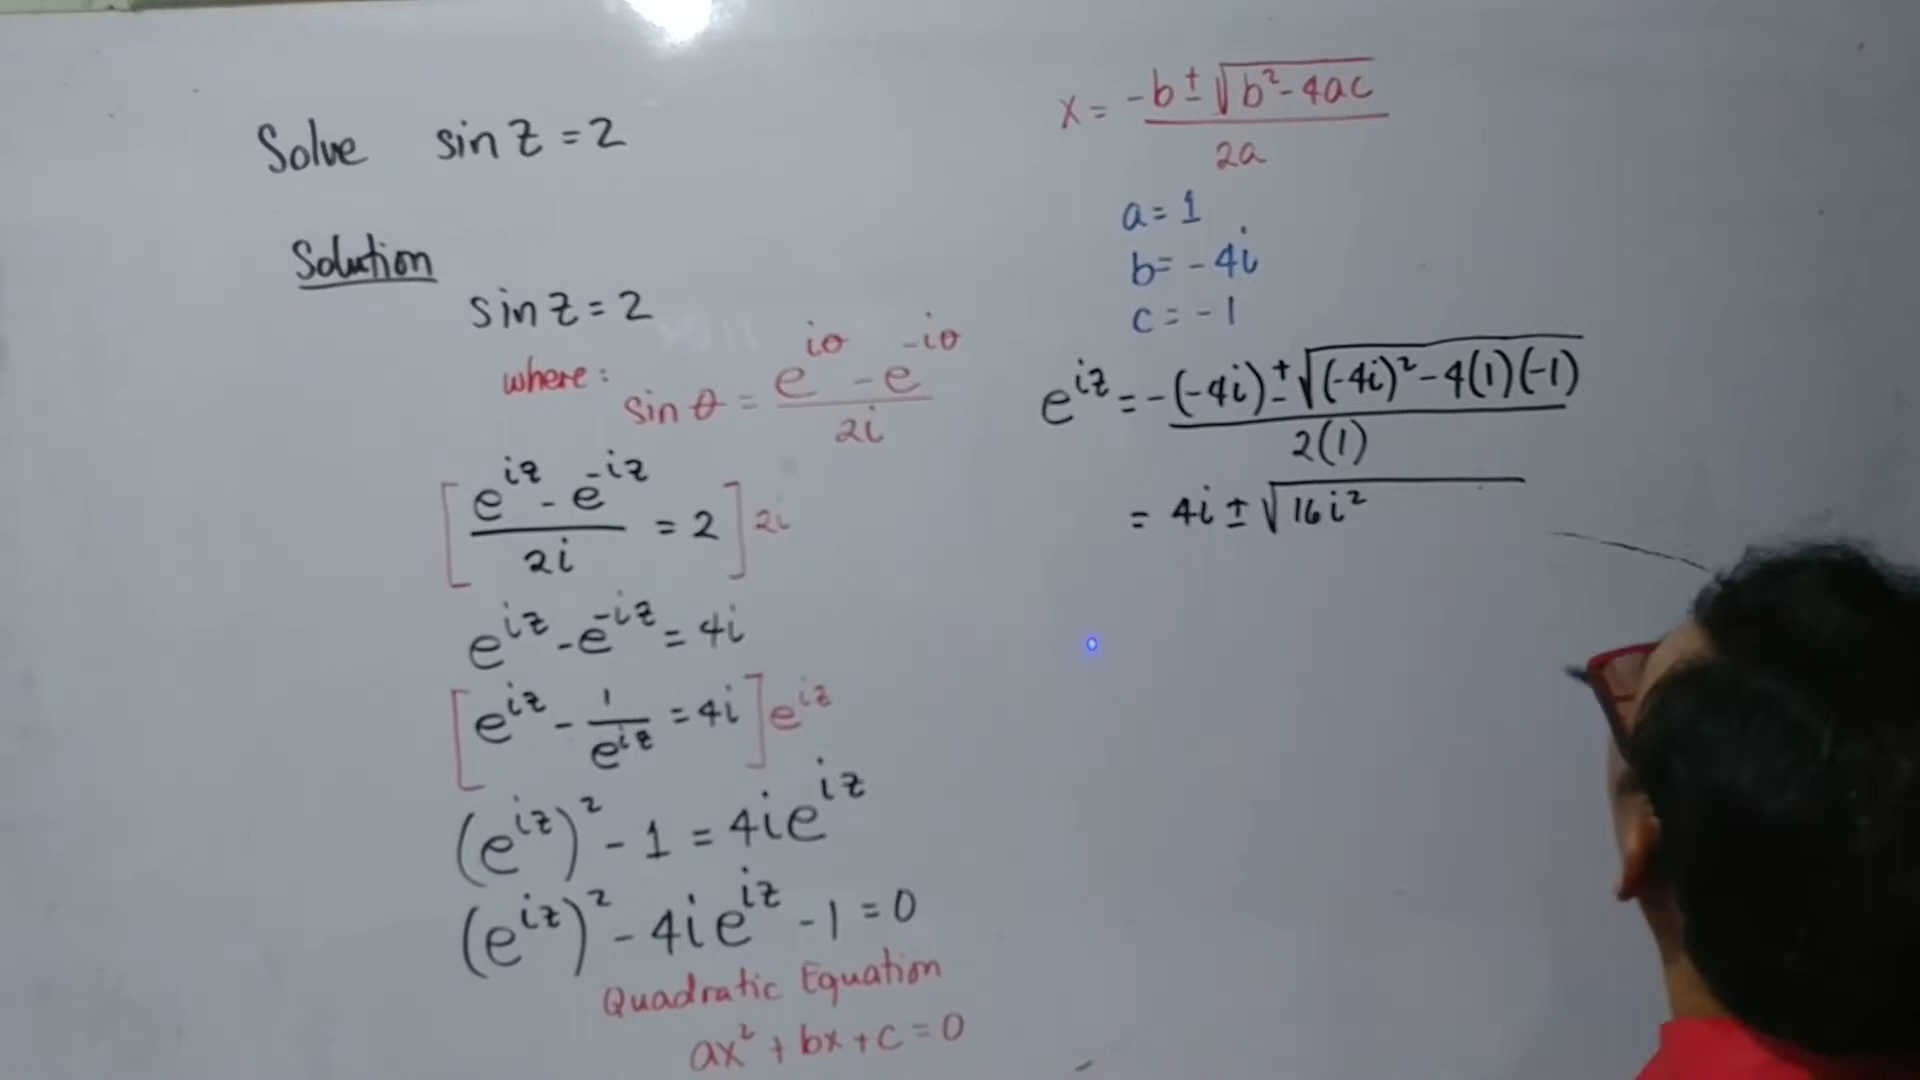 Solve sin z = 2
Solution
sin z = 2
where: sin θ = (e^{iθ} - e^{-iθ}) / 2i
[(e^{iz} - e^{-iz}) / 2i = 2] 2i
e^{iz} - e^{-iz} = 4i
[e^{iz} - 1 / e^{iz} = 4i] e^{iz}
(e^{iz})² - 1 = 4ie^{iz}
(e^{iz})² - 4ie^{iz} - 1 = 0
Quadratic Equation
ax² + bx + c = 0
x = (-b ± √(b² - 4ac)) / 2a
a = 1
b = -4i
c = -1
e^{iz} = (-(-4i) ± √((-4i)² - 4(1)(-1))) / 2(1)
= 4i ± √(16i²